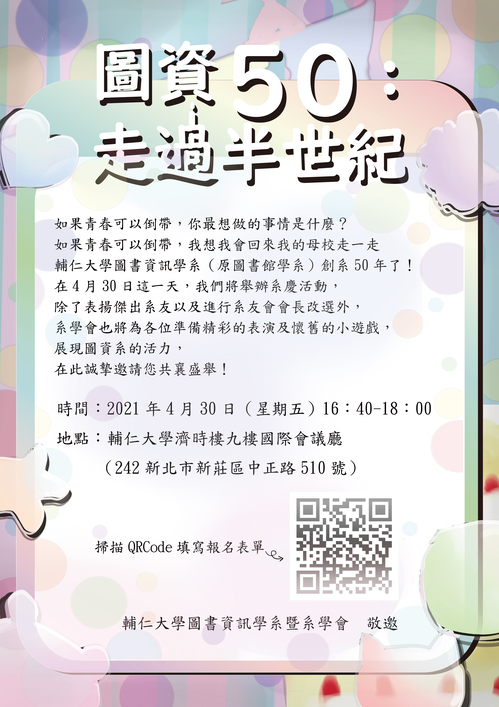 圖資50：
走過半世紀
如果青春可以倒帶，你最想做的事情是什麼？
如果青春可以倒帶，我想我會回來我的母校走一走
輔仁大學圖書資訊學系（原圖書館學系）創系50年了！
在4月30日這一天，我們將舉辦系慶活動，
除了表揚傑出系友以及進行系友會會長改選外，
系學會也將為各位準備精彩的表演及懷舊的小遊戲，
展現圖資系的活力，
在此誠摯邀請您共襄盛舉！
時間：2021年4月30日（星期五）16：40-18：00
地點：輔仁大學濟時樓九樓國際會議廳
（242新北市新莊區中正路510號）
掃描QRCode填寫報名表單
輔仁大學圖書資訊學系暨系學會　敬邀